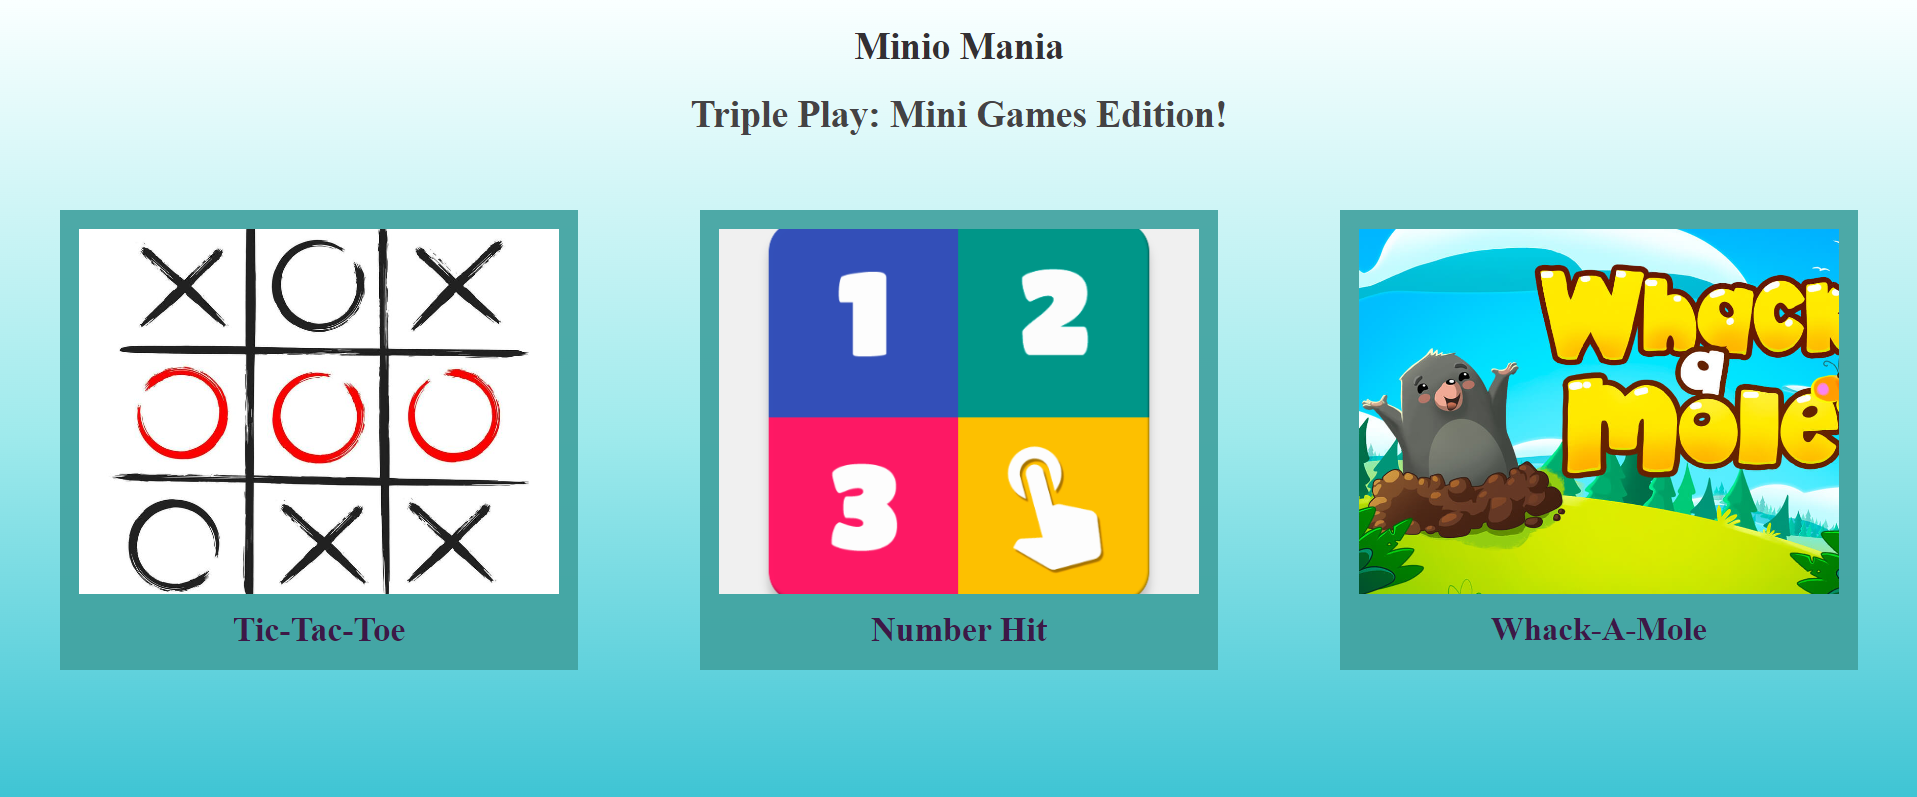 Minio Mania
Triple Play: Mini Games Edition!
X O X
O O O
O X X
Tic-Tac-Toe
1 2
3
Number Hit
Whack
a
Mole
Whack-A-Mole